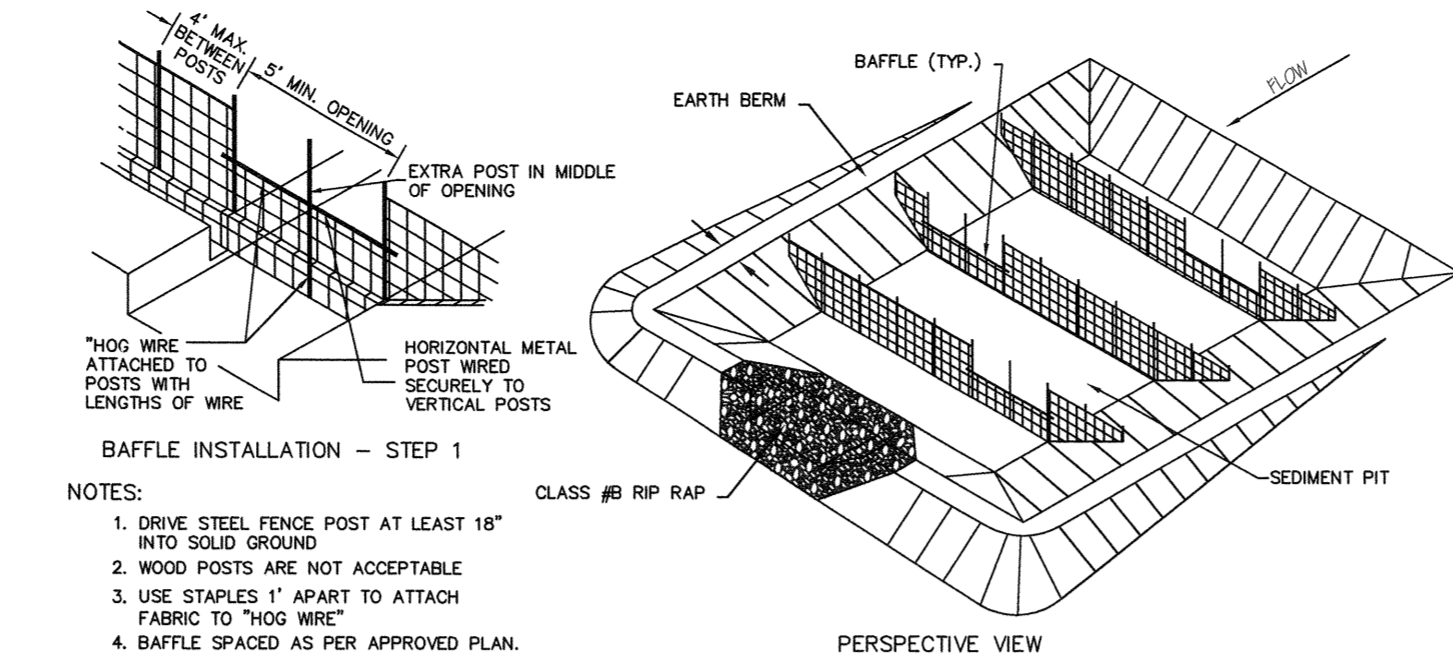 4' MAX.
BETWEEN
POSTS
5' MIN. OPENING
EXTRA POST IN MIDDLE
OF OPENING
"HOG WIRE
ATTACHED TO
POSTS WITH
LENGTHS OF WIRE
HORIZONTAL METAL
POST WIRED
SECURELY TO
VERTICAL POSTS
BAFFLE INSTALLATION - STEP 1
NOTES:
1. DRIVE STEEL FENCE POST AT LEAST 18"
INTO SOLID GROUND
2. WOOD POSTS ARE NOT ACCEPTABLE
3. USE STAPLES 1' APART TO ATTACH
FABRIC TO "HOG WIRE"
4. BAFFLE SPACED AS PER APPROVED PLAN.
BAFFLE (TYP.)
EARTH BERM
FLOW
CLASS #B RIP RAP
SEDIMENT PIT
PERSPECTIVE VIEW